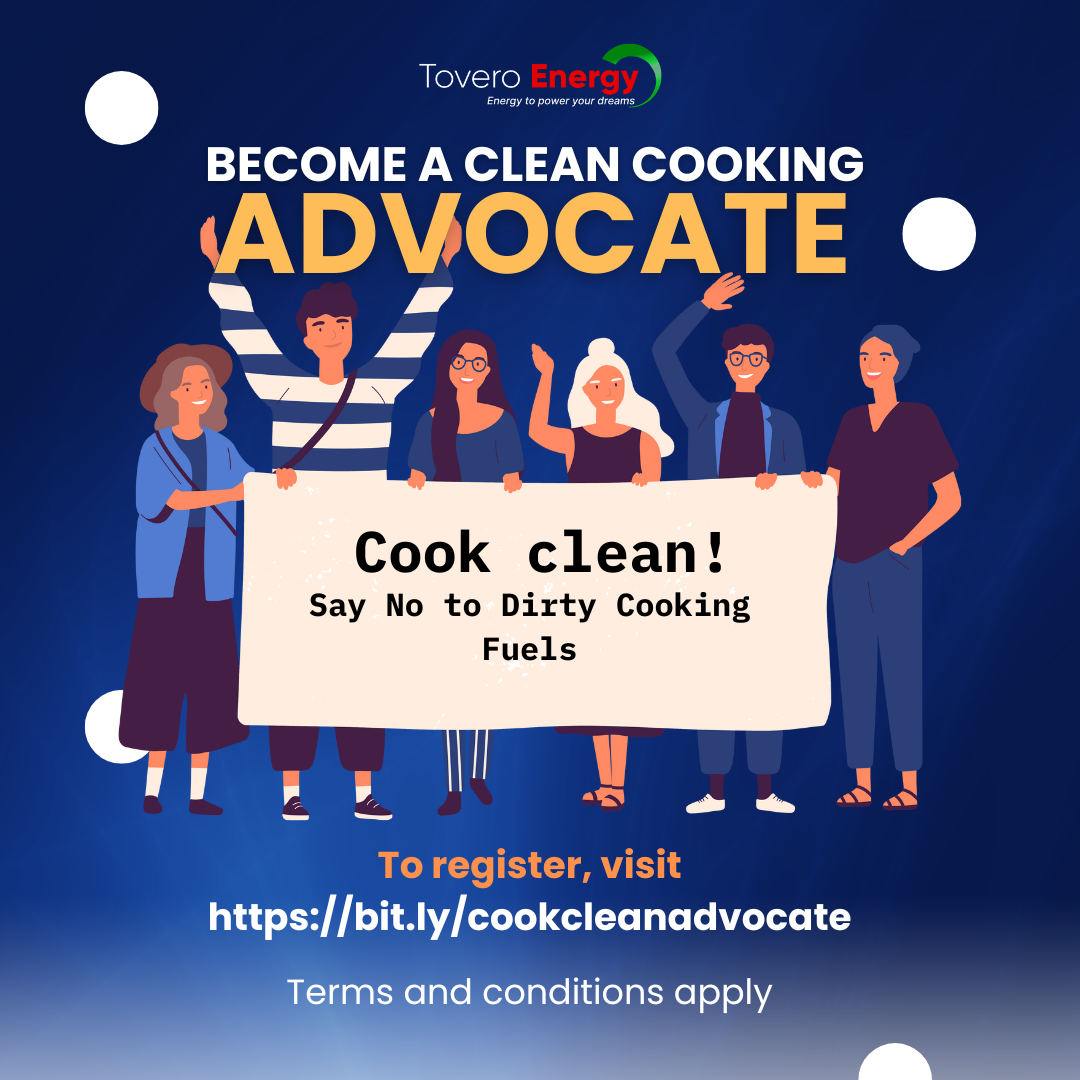 Tovero Energy
Energy to power your dreams
BECOME A CLEAN COOKING
ADVOCATE
Cook clean!
Say No to Dirty Cooking
Fuels
To register, visit
https://bit.ly/cookcleanadvocate
Terms and conditions apply